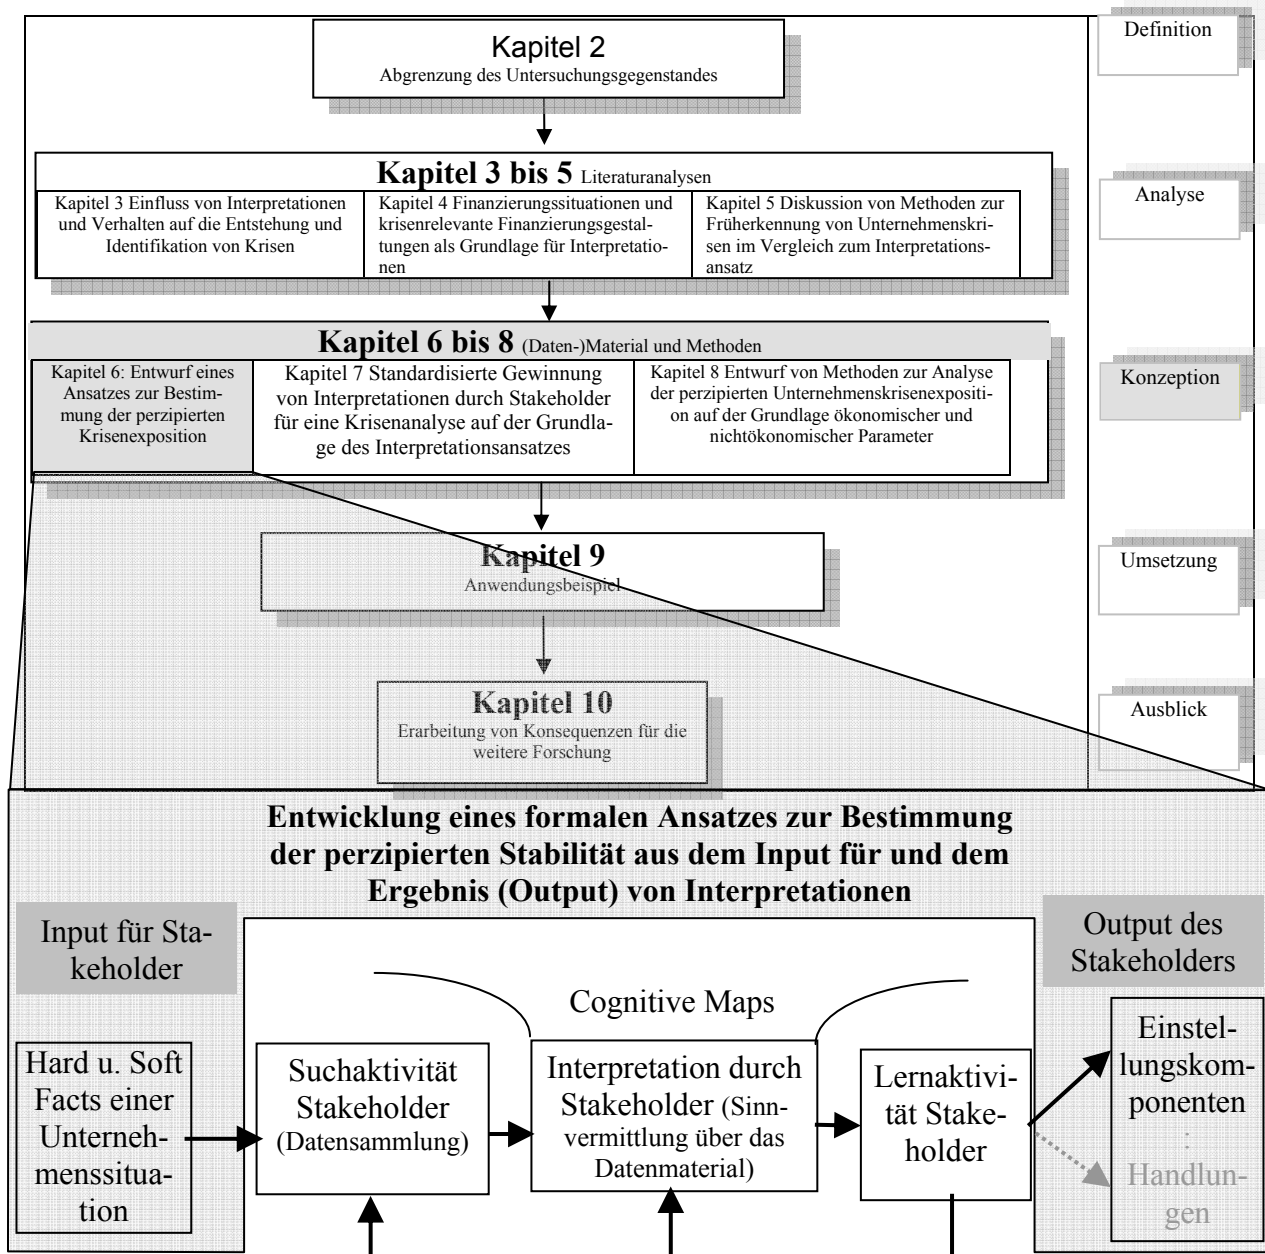 Kapitel 2
Abgrenzung des Untersuchungsgegenstandes
Definition
Kapitel 3 bis 5 Literaturanalysen
Kapitel 3 Einfluss von Interpretationen
und Verhalten auf die Entstehung und
Identifikation von Krisen
Kapitel 4 Finanzierungssituationen und
krisenrelevante Finanzierungsgestal-
tungen als Grundlage für Interpretatio-
nen
Kapitel 5 Diskussion von Methoden zur
Früherkennung von Unternehmenskri-
sen im Vergleich zum Interpretations-
ansatz
Analyse
Kapitel 6 bis 8 (Daten-)Material und Methoden
Kapitel 6: Entwurf eines
Ansatzes zur Bestim-
mung der perzipierten
Krisenexposition
Kapitel 7 Standardisierte Gewinnung
von Interpretationen durch Stakeholder
für eine Krisenanalyse auf der Grundla-
ge des Interpretationsansatzes
Kapitel 8 Entwurf von Methoden zur Analyse
der perzipierten Unternehmenskrisenexpositi-
on auf der Grundlage ökonomischer und
nichtökonomischer Parameter
Konzeption
Kapitel 9
Anwendungsbeispiel
Umsetzung
Kapitel 10
Erarbeitung von Konsequenzen für die
weitere Forschung
Ausblick
Entwicklung eines formalen Ansatzes zur Bestimmung
der perzipierten Stabilität aus dem Input für und dem
Ergebnis (Output) von Interpretationen
Input für Sta-
keholder
Output des
Stakeholders
Cognitive Maps
Hard u. Soft
Facts einer
Unterneh-
menssitua-
tion
Suchaktivität
Stakeholder
(Datensammlung)
Interpretation durch
Stakeholder (Sinn-
vermittlung über das
Datenmaterial)
Lernaktivi-
tät Stake-
holder
Einstel-
lungskom-
ponenten
:
Handlun-
gen